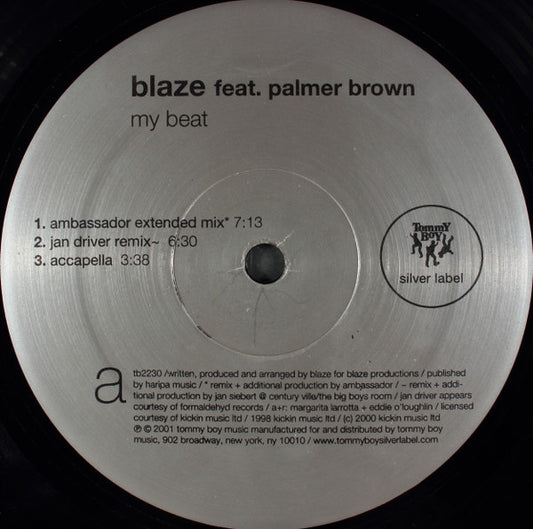 blaze feat. palmer brown
my beat
1. ambassador extended mix* 7:13
2. jan driver remix~ 6:30
3. accapella 3:38
Tommy
Boy
silver label
a
tb2230 /written, produced and arranged by blaze for blaze productions / published
by haripa music / * remix + additional production by ambassador / ~ remix + addi-
tional production by jan siebert @ century ville/the big boys room / jan driver appears
courtesy of formaldehyd records / a+r: margarita larrotta + eddie o'loughlin / licensed
courtesy of kickin music ltd / 1998 kickin music ltd / (c) 2000 kickin music ltd
℗ © 2001 tommy boy music manufactured for and distributed by tommy boy
music, 902 broadway, new york, ny 10010 / www.tommyboysilverlabel.com